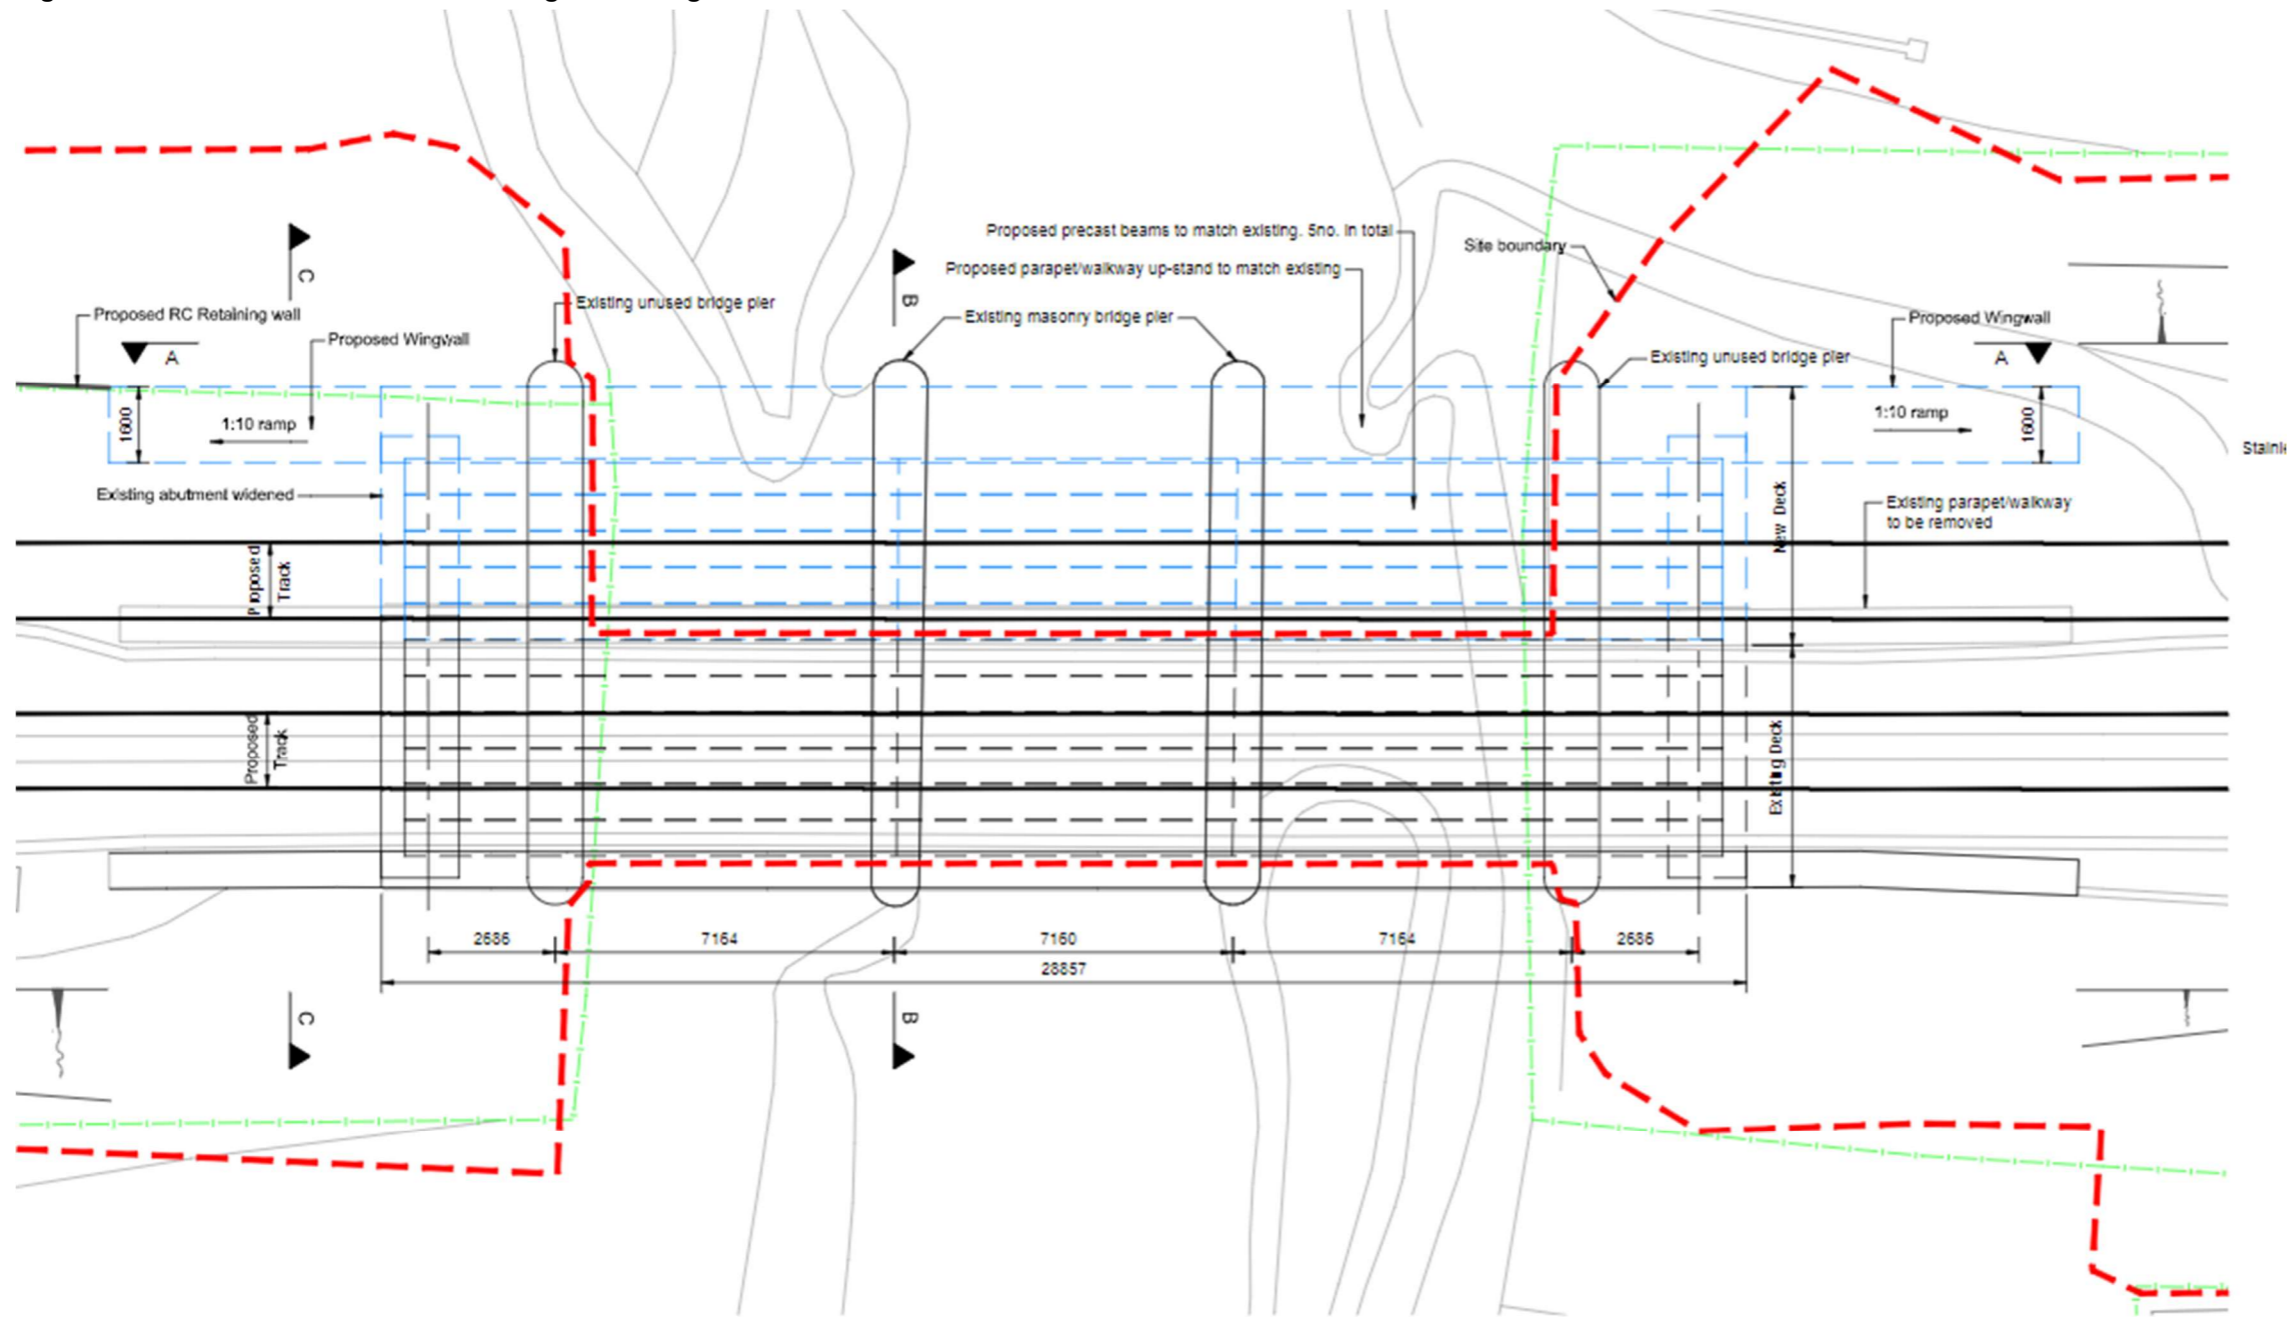 Proposed precast beams to match existing. 5no. in total
Site boundary
Proposed parapet/walkway up-stand to match existing
C
B
Existing unused bridge pier
Proposed RC Retaining wall
Existing masonry bridge pier
Proposed Wingwall
Proposed Wingwall
A
Existing unused bridge pier
A
1600
1:10 ramp
1:10 ramp
1600
Existing abutment widened
New Deck
Existing parapet/walkway
to be removed
Proposed
Track
Proposed
Track
Existing Deck
2686
7164
7160
7164
2686
28857
C
B